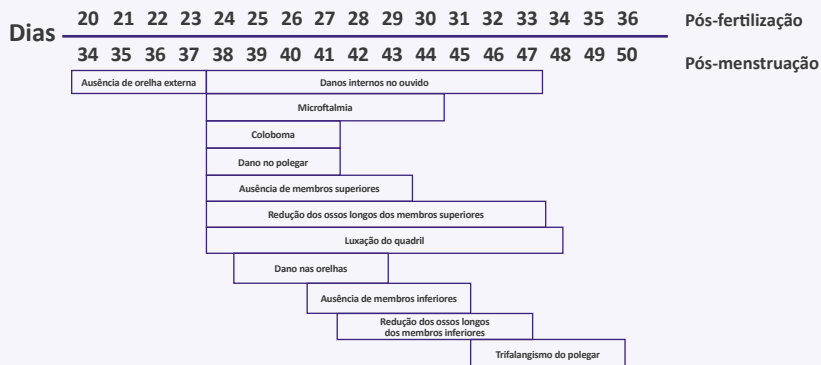 Dias
20 21 22 23 24 25 26 27 28 29 30 31 32 33 34 35 36
Pós-fertilização
34 35 36 37 38 39 40 41 42 43 44 45 46 47 48 49 50
Pós-menstruação
Ausência de orelha externa
Danos internos no ouvido
Microftalmia
Coloboma
Dano no polegar
Ausência de membros superiores
Redução dos ossos longos dos membros superiores
Luxação do quadril
Dano nas orelhas
Ausência de membros inferiores
Redução dos ossos longos
dos membros inferiores
Trifalangismo do polegar